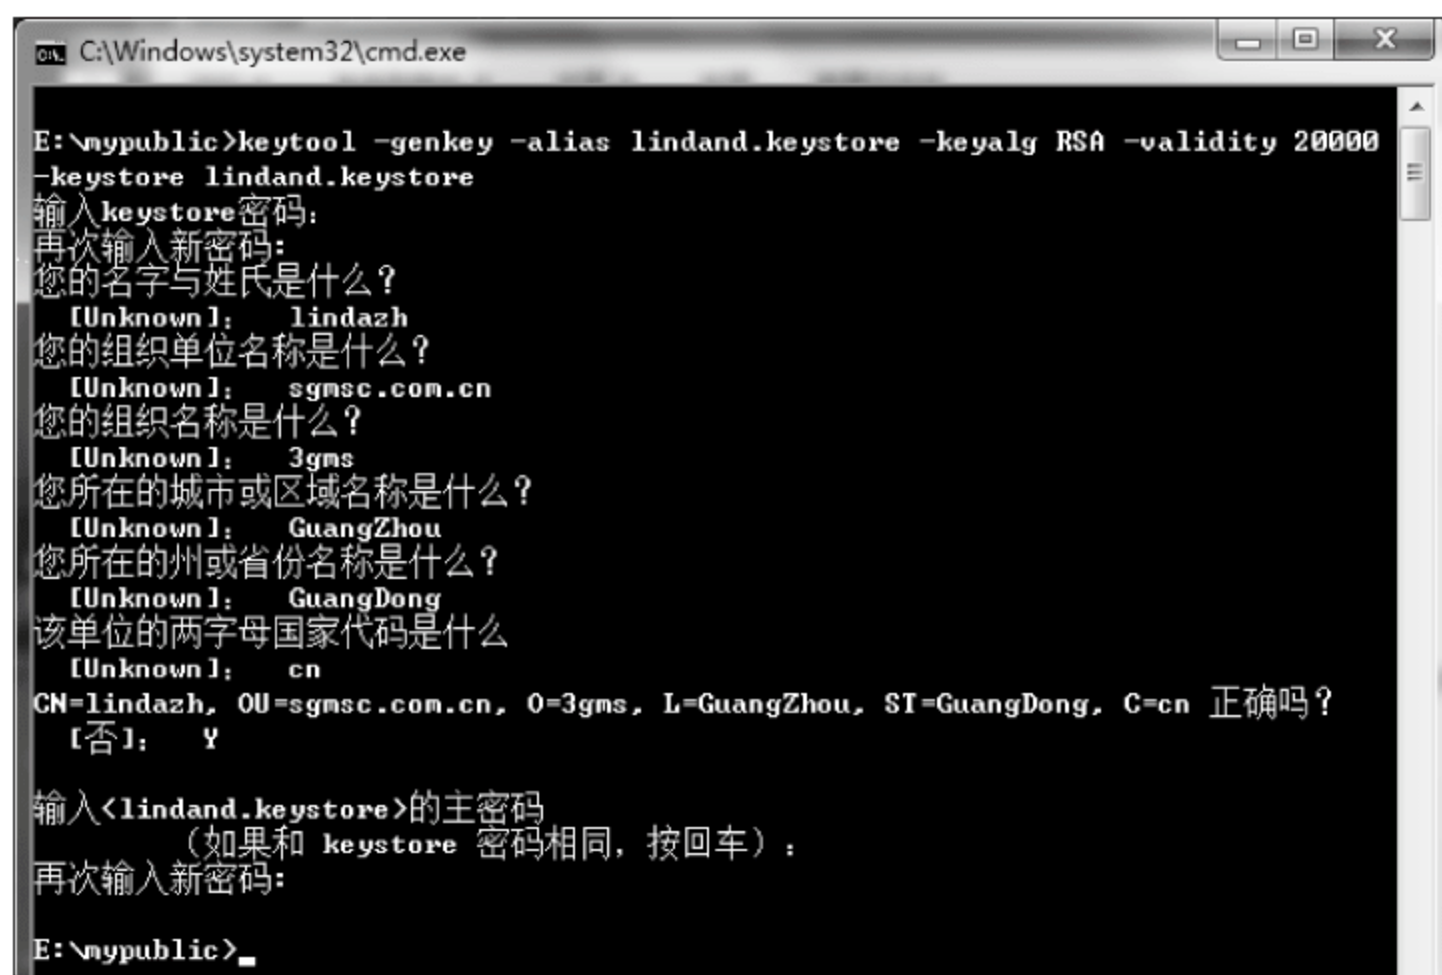 C:\Windows\system32\cmd.exe
E:\mypublic>keytool -genkey -alias lindand.keystore -keyalg RSA -validity 20000
-keystore lindand.keystore
输入keystore密码:
再次输入新密码:
您的名字与姓氏是什么?
[Unknown]: lindazh
您的组织单位名称是什么?
[Unknown]: sgmsc.com.cn
您的组织名称是什么?
[Unknown]: 3gms
您所在的城市或区域名称是什么?
[Unknown]: GuangZhou
您所在的州或省份名称是什么?
[Unknown]: GuangDong
该单位的两字母国家代码是什么
[Unknown]: cn
CN=lindazh, OU=sgmsc.com.cn, O=3gms, L=GuangZhou, ST=GuangDong, C=cn 正确吗?
[否]: Y
输入<lindand.keystore>的主密码
（如果和 keystore 密码相同，按回车）:
再次输入新密码:
E:\mypublic>